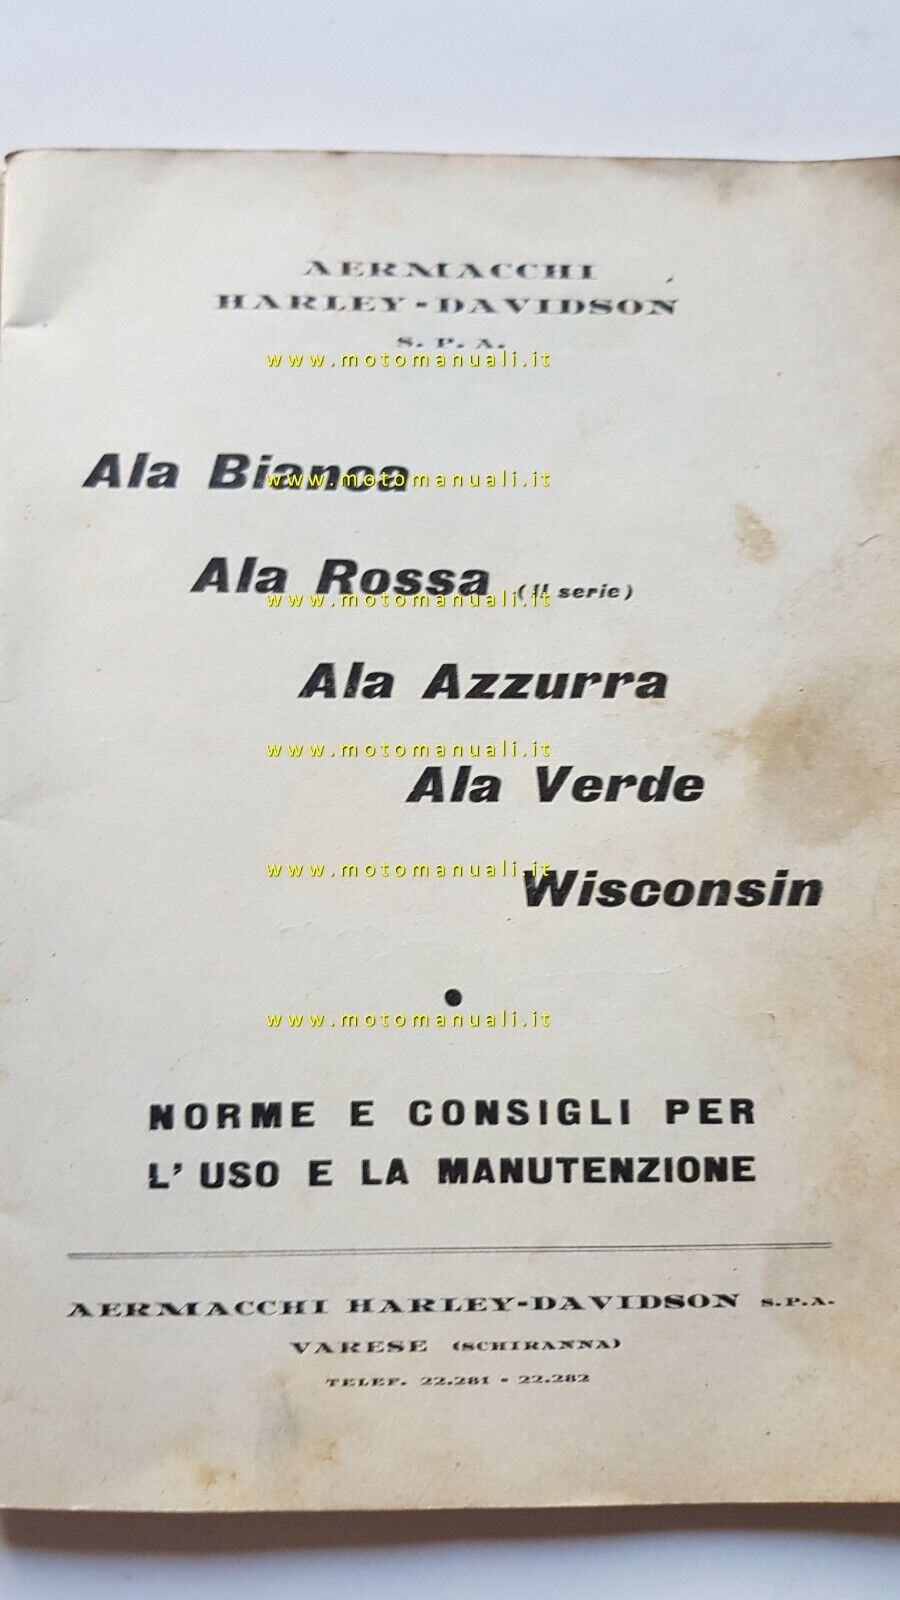 AERMACCHI
HARLEY-DAVIDSON
S. P. A.
www.motomanuali.it
Ala Bianca
www.motomanuali.it
Ala Rossa (II serie)
www.motomanuali.it
Ala Azzurra
www.motomanuali.it
Ala Verde
www.motomanuali.it
Wisconsin
www.motomanuali.it
NORME E CONSIGLI PER
L'USO E LA MANUTENZIONE
AERMACCHI HARLEY-DAVIDSON S.P.A.
VARESE (SCHIRANNA)
TELEF. 22.281 - 22.282